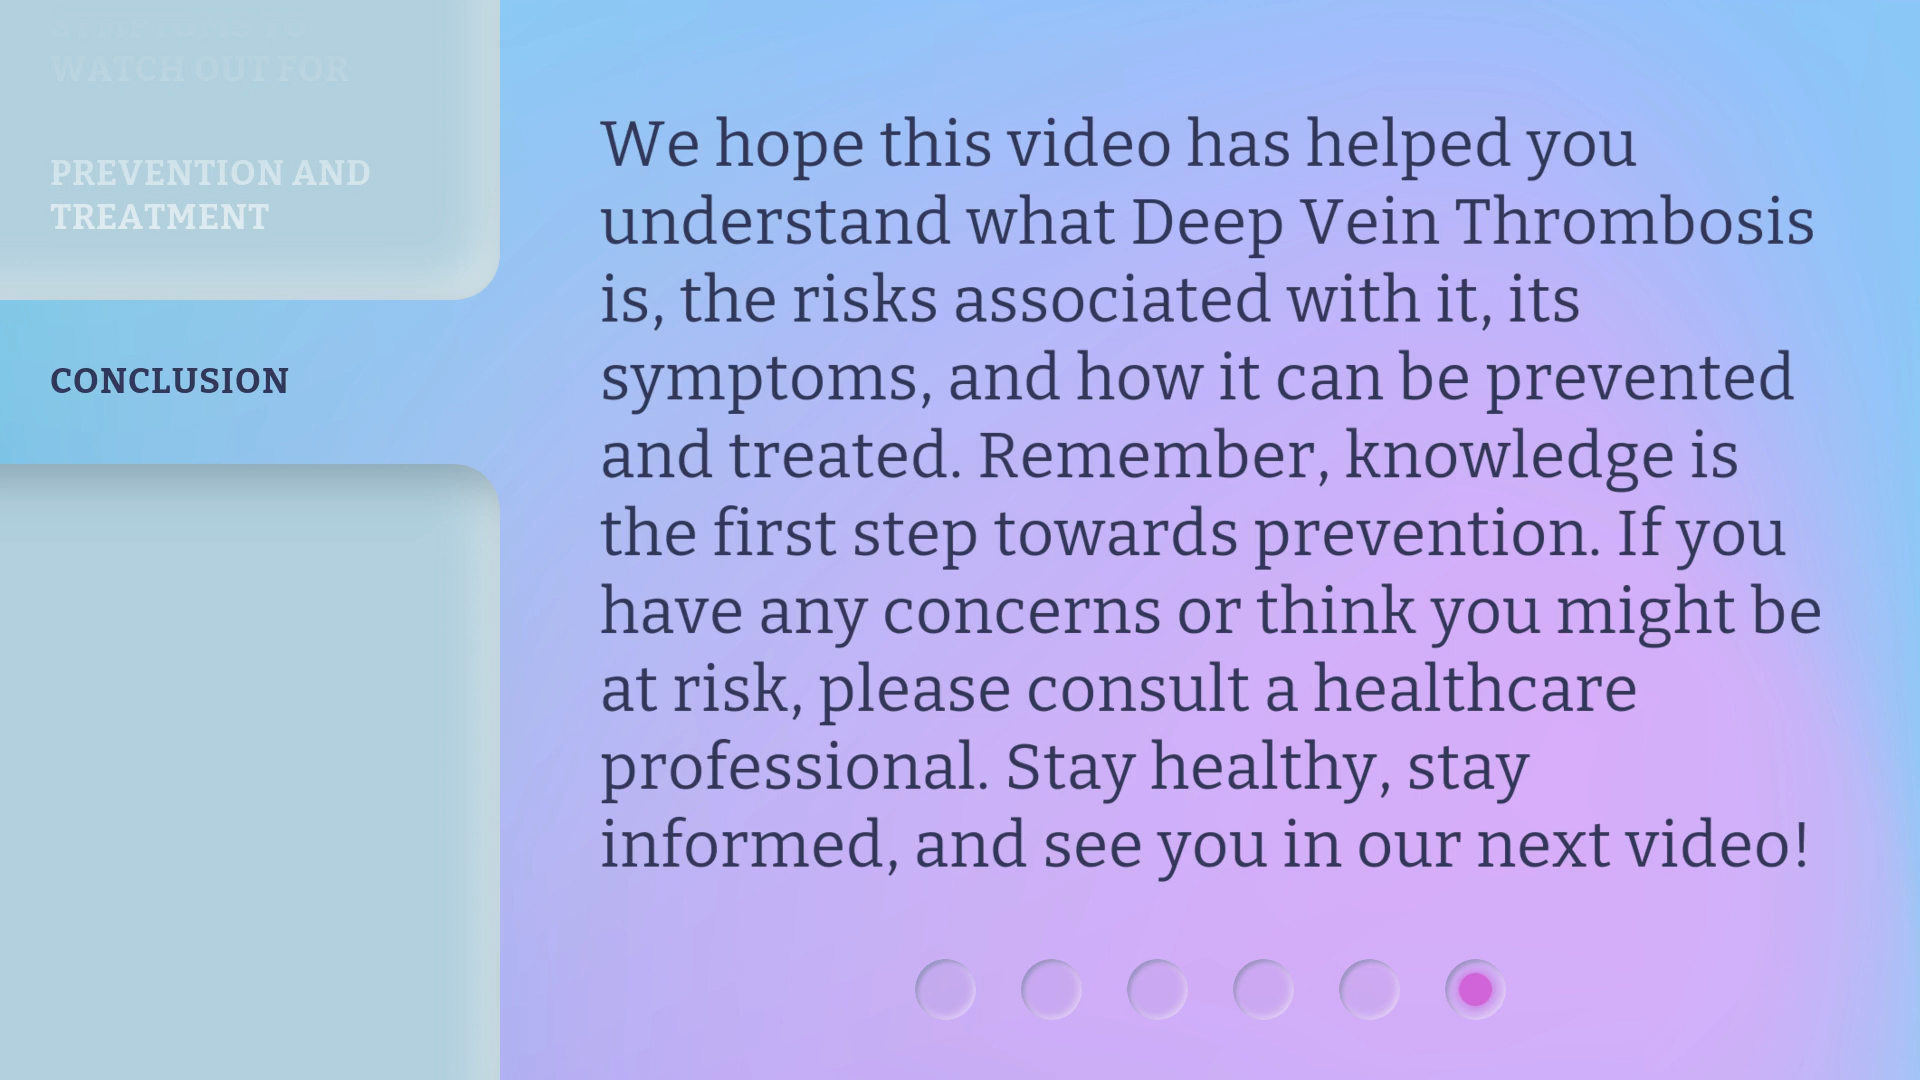 SYMPTOMS TO
WATCH OUT FOR
PREVENTION AND
TREATMENT
CONCLUSION
We hope this video has helped you
understand what Deep Vein Thrombosis
is, the risks associated with it, its
symptoms, and how it can be prevented
and treated. Remember, knowledge is
the first step towards prevention. If you
have any concerns or think you might be
at risk, please consult a healthcare
professional. Stay healthy, stay
informed, and see you in our next video!